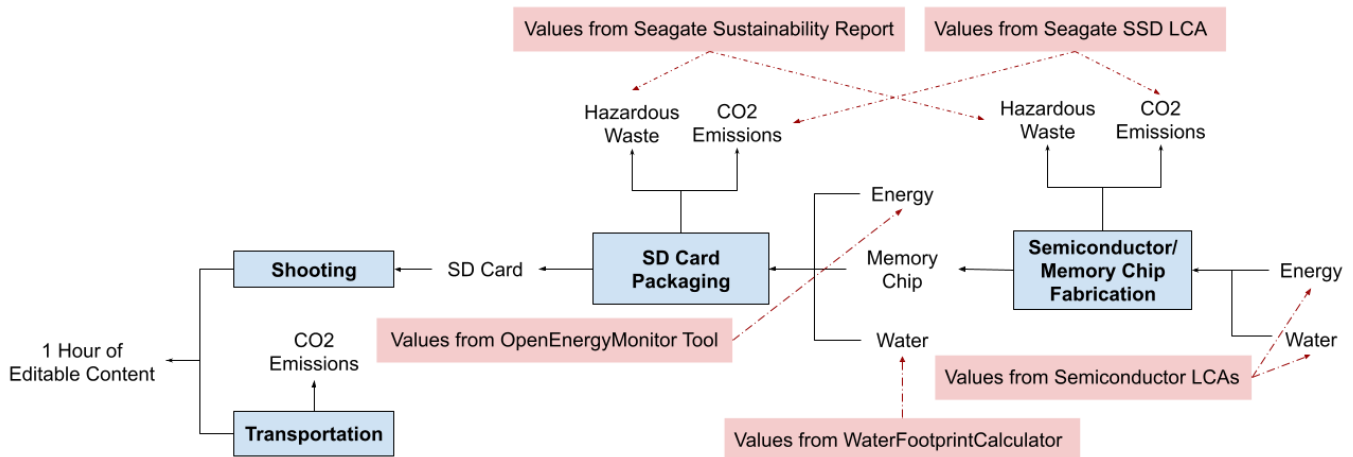 Values from Seagate Sustainability Report
Values from Seagate SSD LCA
Hazardous
Waste
CO2
Emissions
Hazardous
Waste
CO2
Emissions
Energy
Shooting
SD Card
SD Card
Packaging
Memory
Chip
Semiconductor/
Memory Chip
Fabrication
Energy
Values from OpenEnergyMonitor Tool
Water
Water
1 Hour of
Editable Content
CO2
Emissions
Values from Semiconductor LCAs
Transportation
Values from WaterFootprintCalculator